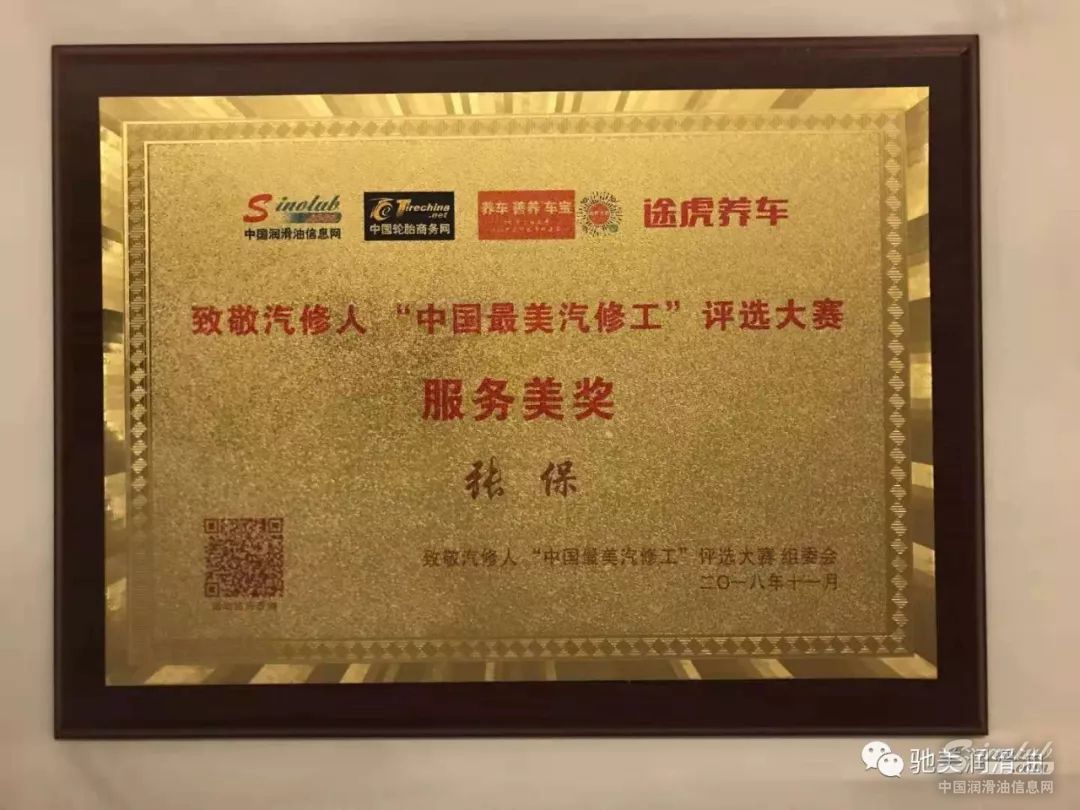 Sinolub
中国润滑油信息网
Tirechina
.net
中国轮胎商务网
养车 善养 车宝
途虎养车
致敬汽修人 “中国最美汽修工” 评选大赛
服务美奖
张 保
致敬汽修人 “中国最美汽修工” 评选大赛 组委会
二〇一八年十一月
驰美润滑油
Sinolub
.com
中国润滑油信息网